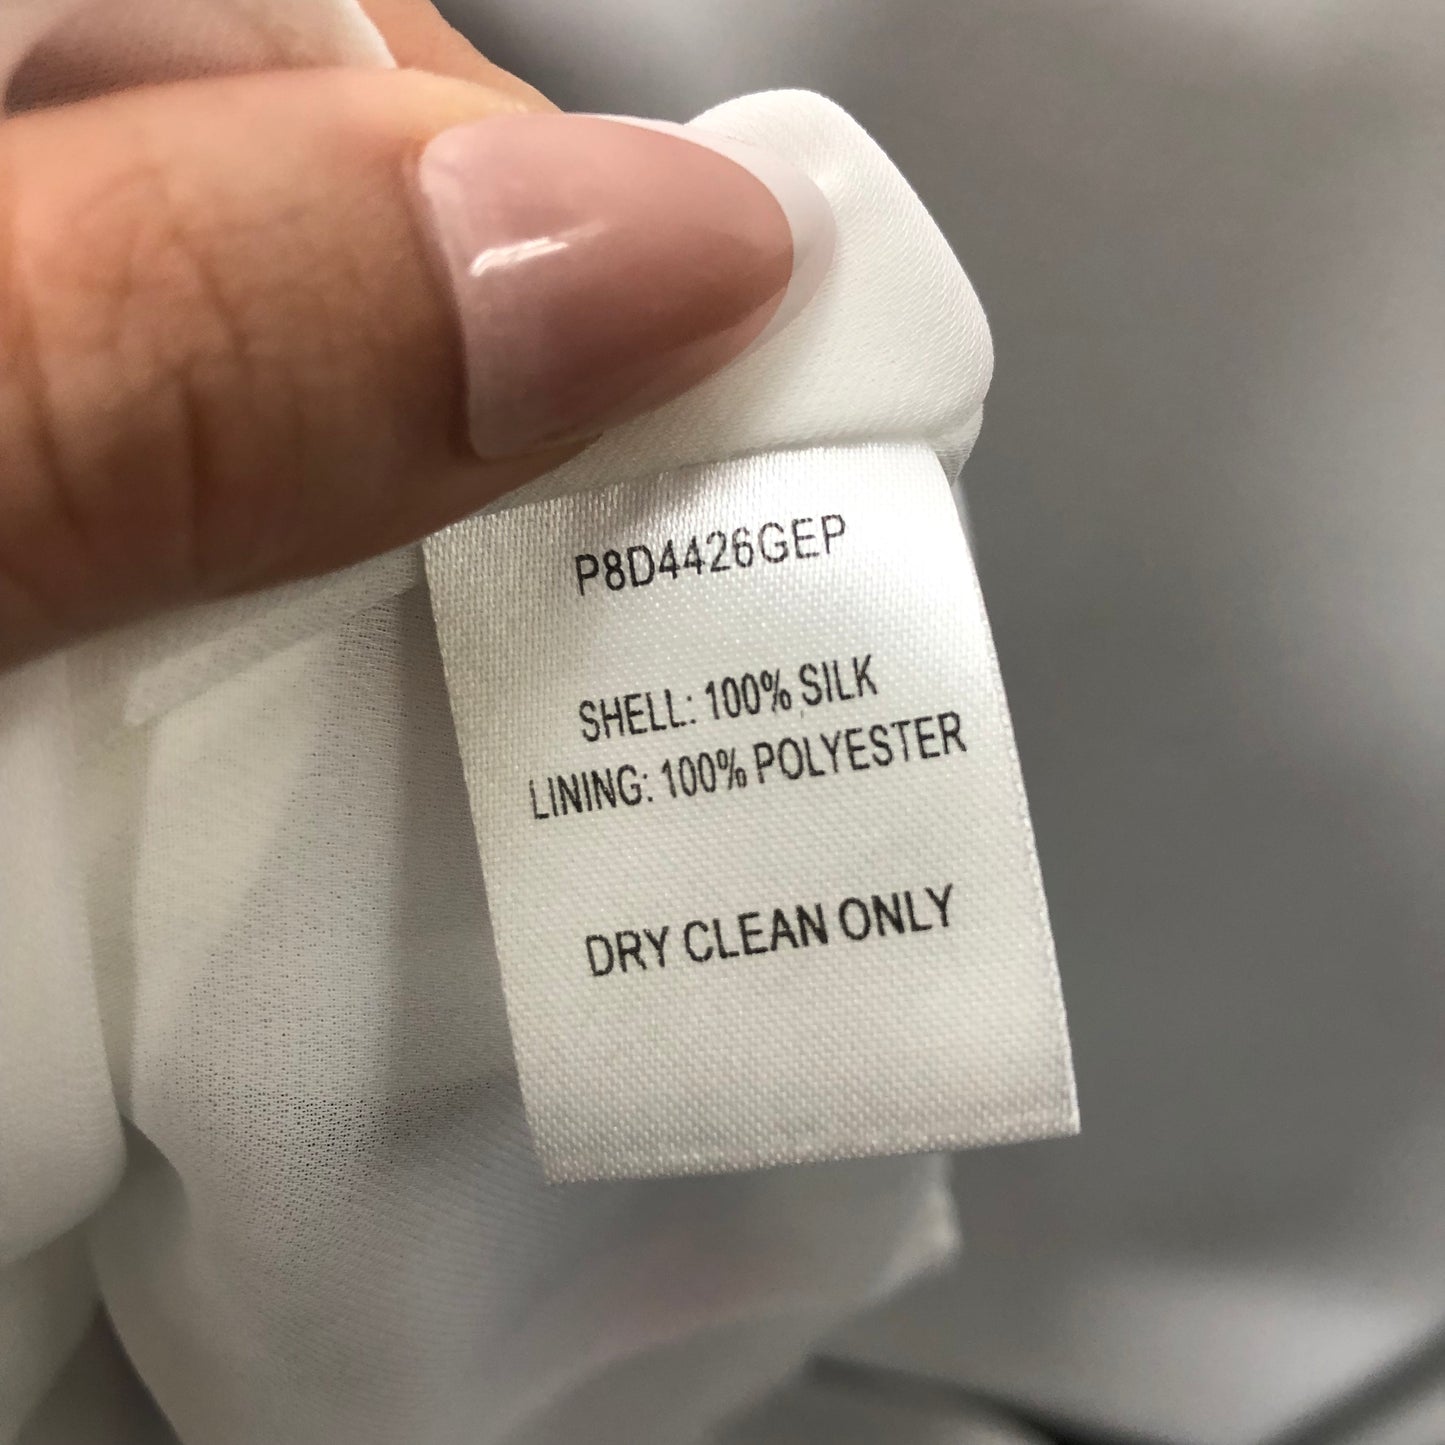 P8D4426GEP
SHELL: 100% SILK
LINING: 100% POLYESTER
DRY CLEAN ONLY